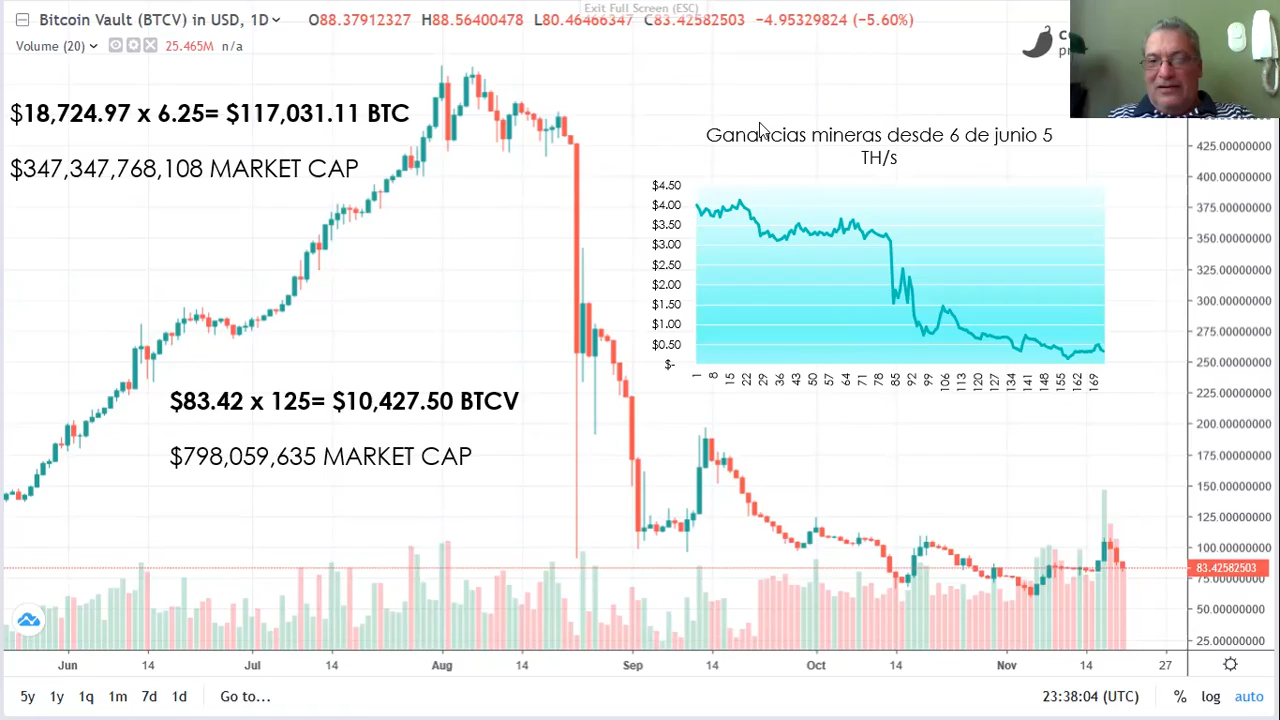 Exit Full Screen (ESC)
Bitcoin Vault (BTCV) in USD, 1D O88.37912327 H88.56400478 L80.46466347 C83.42582503 -4.95329824 (-5.60%)
Volume (20) 25.465M n/a
$18,724.97 x 6.25= $117,031.11 BTC
$347,347,768,108 MARKET CAP
Ganancias mineras desde 6 de junio 5
TH/s
$4.50
$4.00
$3.50
$3.00
$2.50
$2.00
$1.50
$1.00
$0.50
$-
1 8 15 22 29 36 43 50 57 64 71 78 85 92 99 106 113 120 127 134 141 148 155 162 169
$83.42 x 125= $10,427.50 BTCV
$798,059,635 MARKET CAP
425.00000000
400.00000000
375.00000000
350.00000000
325.00000000
300.00000000
275.00000000
250.00000000
225.00000000
200.00000000
175.00000000
150.00000000
125.00000000
100.00000000
83.42582503
75.00000000
50.00000000
25.00000000
Jun 14 Jul 14 Aug 14 Sep 14 Oct 14 Nov 14 27
5y 1y 1q 1m 7d 1d Go to... 23:38:04 (UTC) % log auto